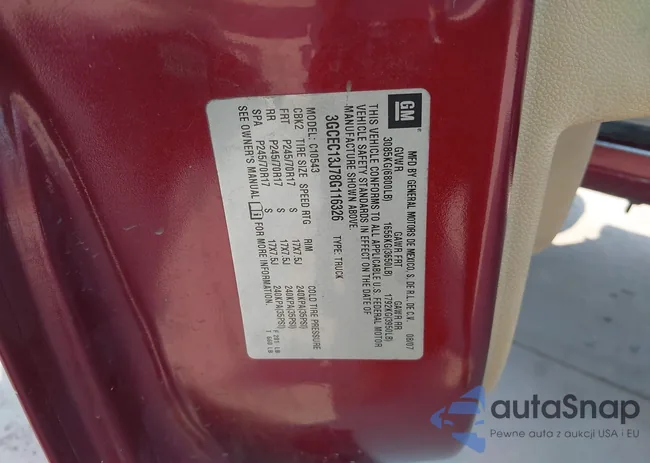 GM
MFD BY GENERAL MOTORS DE MEXICO, S. DE R.L. DE C.V. 08/07
GVWR GAWR FRT GAWR RR
3085KG(6800LB) 1656KG(3650LB) 1792KG(3950LB)
THIS VEHICLE CONFORMS TO ALL APPLICABLE U.S. FEDERAL MOTOR
VEHICLE SAFETY STANDARDS IN EFFECT ON THE DATE OF
MANUFACTURE SHOWN ABOVE.
3GCEC13J78G116326 TYPE: TRUCK
MODEL: C10543
CBK2 TIRE SIZE SPEED RTG RIM COLD TIRE PRESSURE
FRT P245/70R17 S 17X7.5J 240KPA(35PSI)
RR P245/70R17 S 17X7.5J 240KPA(35PSI)
SPA P245/70R17 S 17X7.5J 240KPA(35PSI)
SEE OWNER'S MANUAL FOR MORE INFORMATION.
autaSnap
Pewne auta z aukcji USA i EU